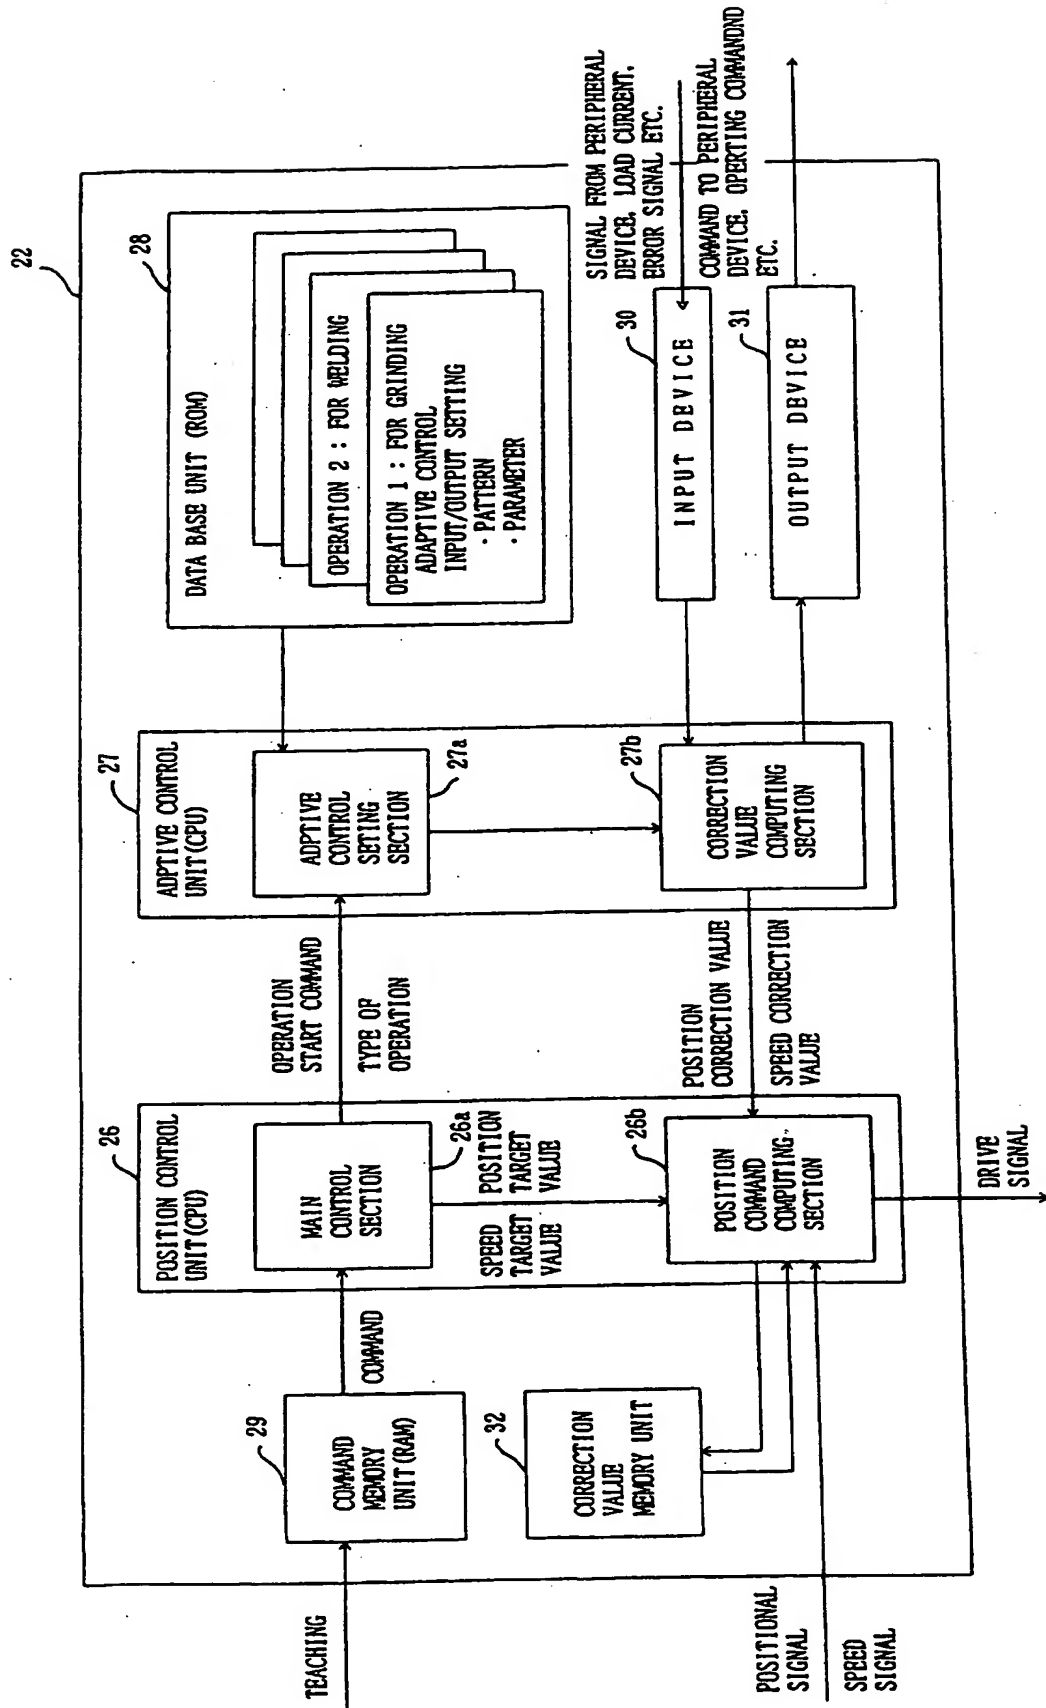 22
28
DATA BASE UNIT (ROM)
OPERATION 2 : FOR WELDING
OPERATION 1 : FOR GRINDING
ADAPTIVE CONTROL
INPUT/OUTPUT SETTING
· PATTERN
· PARAMETER
SIGNAL FROM PERIPHERAL
DEVICE. LOAD CURRENT.
ERROR SIGNAL ETC.
30
INPUT DEVICE
COMMAND TO PERIPHERAL
DEVICE. OPERTING COMMANDND
ETC.
31
OUTPUT DEVICE
27
ADPTIVE CONTROL
UNIT(CPU)
ADPTIVE
CONTROL
SETING
SECTION
27a
27b
CORRECTION
VALUE
COMPUTING
SECTION
OPERATION
START COMMAND
TYPE OF
OPERATION
POSITION
CORRECTION VALUE
SPEED CORRECTION
VALUE
26
POSITION CONTROL
UNIT(CPU)
MAIN
CONTROL
SECTION
26a
POSITION
TARGET
VALUE
SPEED
TARGET
VALUE
26b
POSITION
COMMAND
COMPUTING
SECTION
DRIVE
SIGNAL
COMMAND
29
COMMAND
MEMORY
UNIT(RAM)
32
CORRECTION
VALUE
MEMORY UNIT
TEACHING
POSITIONAL
SIGNAL
SPEED
SIGNAL